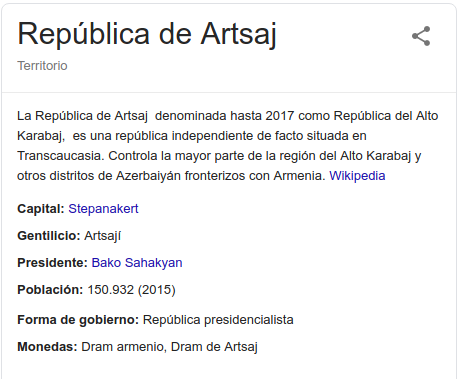 República de Artsaj
Territorio
La República de Artsaj denominada hasta 2017 como República del Alto
Karabaj, es una república independiente de facto situada en
Transcaucasia. Controla la mayor parte de la región del Alto Karabaj y
otros distritos de Azerbaiyán fronterizos con Armenia. Wikipedia
Capital: Stepanakert
Gentilicio: Artsají
Presidente: Bako Sahakyan
Población: 150.932 (2015)
Forma de gobierno: República presidencialista
Monedas: Dram armenio, Dram de Artsaj